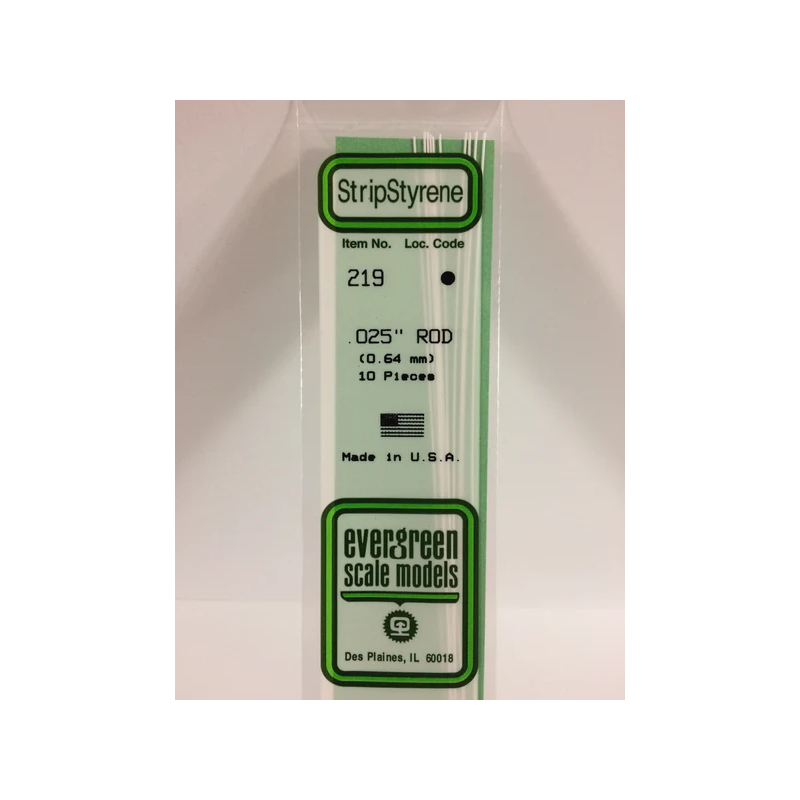 StripStyrene
Item No. Loc. Code
219
.025" ROD
(0.64 mm)
10 Pieces
Made in U.S.A.
evergreen
scale models
Des Plaines, IL 60018